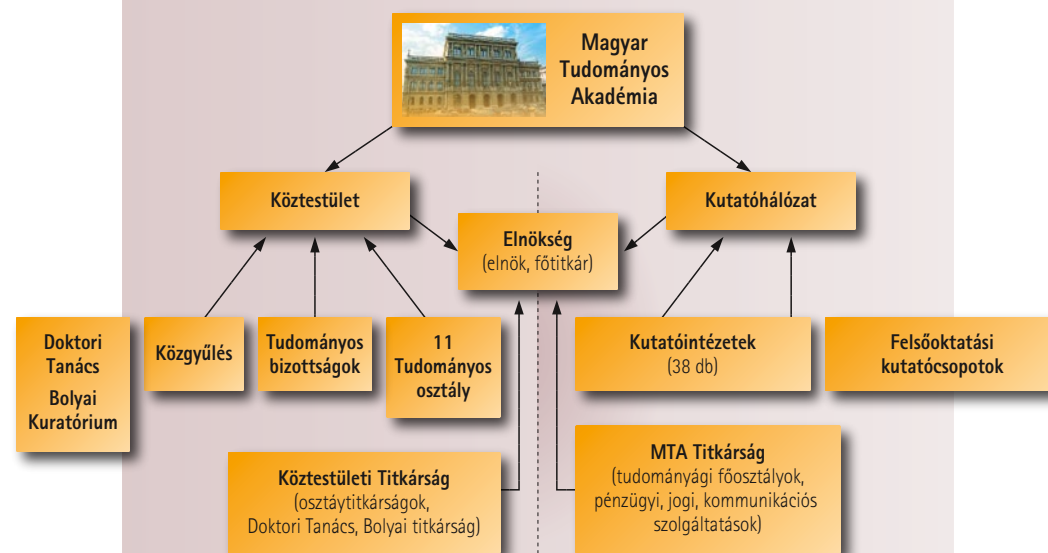 Magyar
Tudományos
Akadémia
Köztestület
Kutatóhálózat
Elnökség
(elnök, főtitkár)
Doktori
Tanács
Bolyai
Kuratórium
Közgyűlés
Tudományos
bizottságok
11
Tudományos
osztály
Kutatóintézetek
(38 db)
Felsőoktatási
kutatócsopotok
Köztestületi Titkárság
(osztáytitkárságok,
Doktori Tanács, Bolyai titkárság)
MTA Titkárság
(tudományági főosztályok,
pénzügyi, jogi, kommunikációs
szolgáltatások)